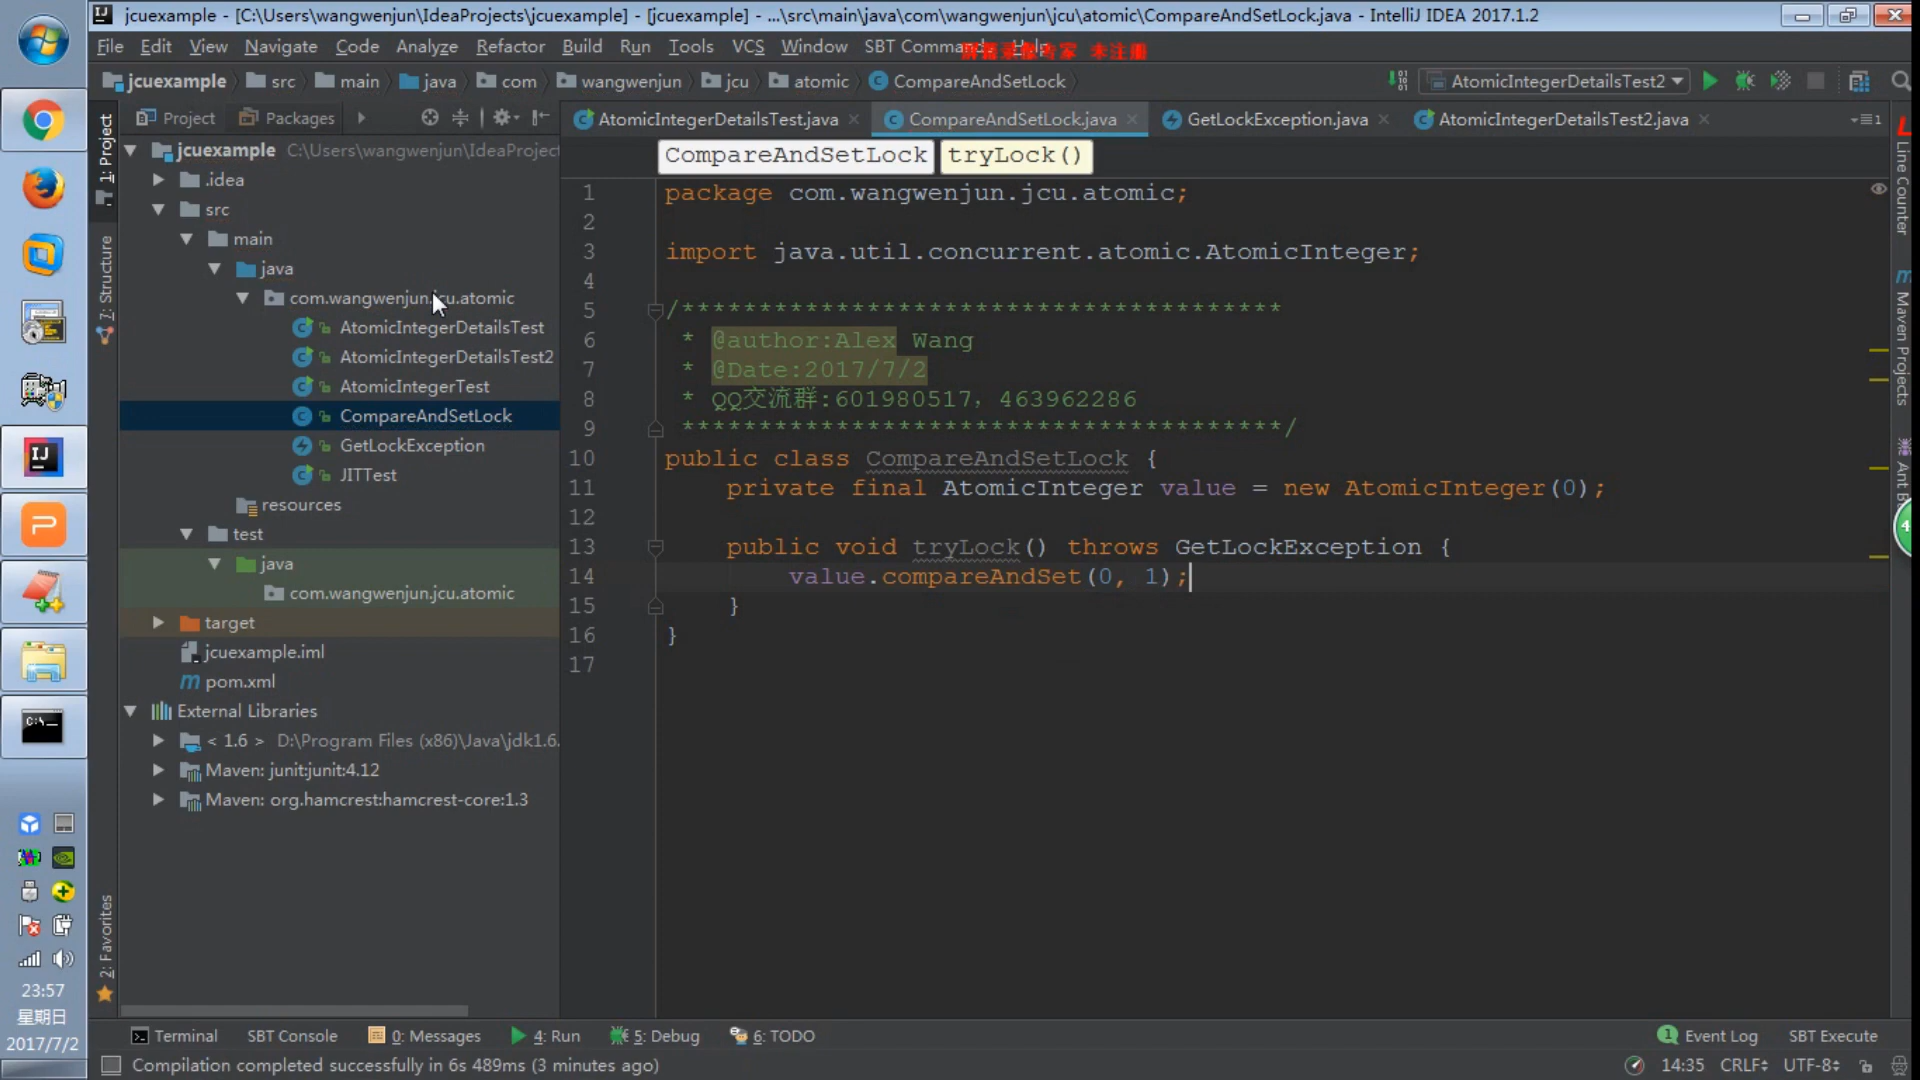 jcuexample - [C:\Users\wangwenjun\IdeaProjects\jcuexample] - [jcuexample] - ...\src\main\java\com\wangwenjun\jcu\atomic\CompareAndSetLock.java - IntelliJ IDEA 2017.1.2
File Edit View Navigate Code Analyze Refactor Build Run Tools VCS Window SBT Command Help
未注册
jcuexample src main java com wangwenjun jcu atomic CompareAndSetLock
AtomicIntegerDetailsTest2
Project Packages
AtomicIntegerDetailsTest.java CompareAndSetLock.java GetLockException.java AtomicIntegerDetailsTest2.java
1
CompareAndSetLock tryLock()
1: Project
7: Structure
2: Favorites
jcuexample C:\Users\wangwenjun\IdeaProject
.idea
src
main
java
com.wangwenjun.jcu.atomic
AtomicIntegerDetailsTest
AtomicIntegerDetailsTest2
AtomicIntegerTest
CompareAndSetLock
GetLockException
JITTest
resources
test
java
com.wangwenjun.jcu.atomic
target
jcuexample.iml
pom.xml
External Libraries
< 1.6 > D:\Program Files (x86)\Java\jdk1.6.
Maven: junit:junit:4.12
Maven: org.hamcrest:hamcrest-core:1.3
1 package com.wangwenjun.jcu.atomic;
2
3 import java.util.concurrent.atomic.AtomicInteger;
4
5 /***************************************
6 * @author:Alex Wang
7 * @Date:2017/7/2
8 * QQ交流群:601980517，463962286
9 ***************************************/
10 public class CompareAndSetLock {
11 private final AtomicInteger value = new AtomicInteger(0);
12
13 public void tryLock() throws GetLockException {
14 value.compareAndSet(0, 1);
15 }
16 }
17
Line Counter
Maven Projects
Ant B
4
23:57
星期日
2017/7/2
Terminal SBT Console 0: Messages 4: Run 5: Debug 6: TODO
1 Event Log SBT Execute
Compilation completed successfully in 6s 489ms (3 minutes ago)
14:35 CRLF UTF-8